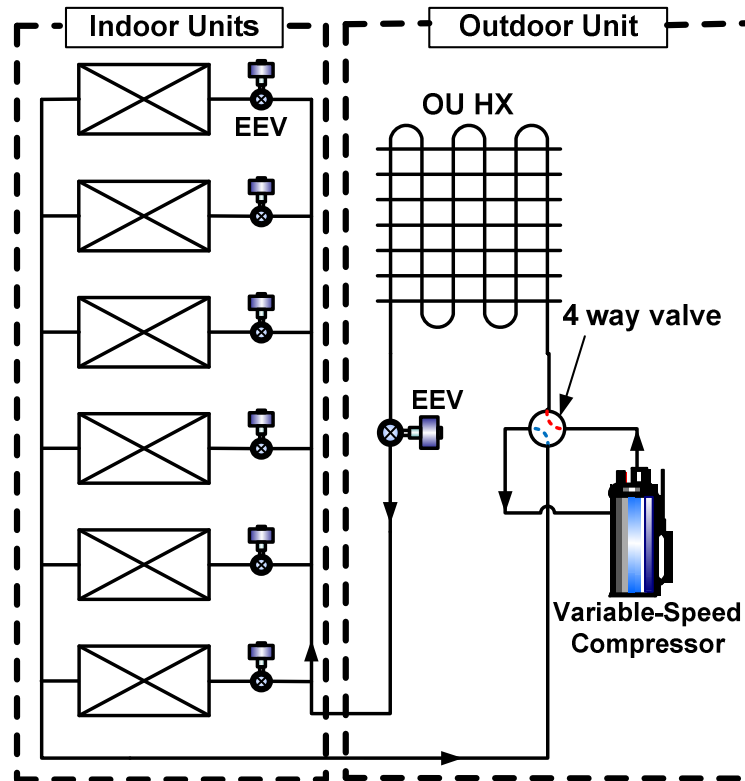 Indoor Units
Outdoor Unit
EEV
OU HX
4 way valve
EEV
Variable-Speed
Compressor